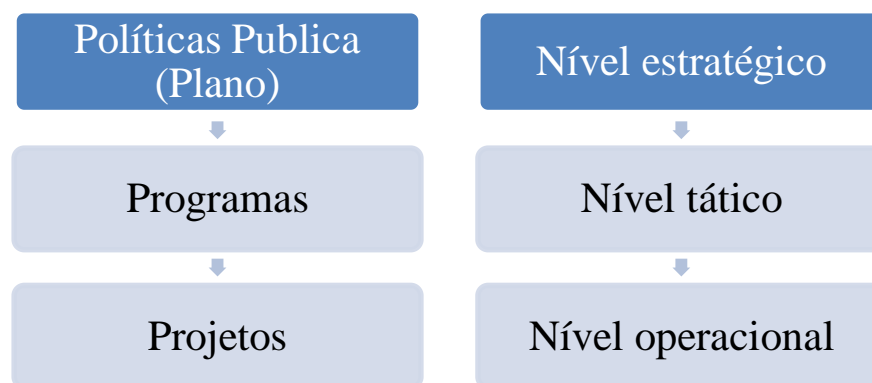 Políticas Publica
(Plano)
Programas
Projetos
Nível estratégico
Nível tático
Nível operacional